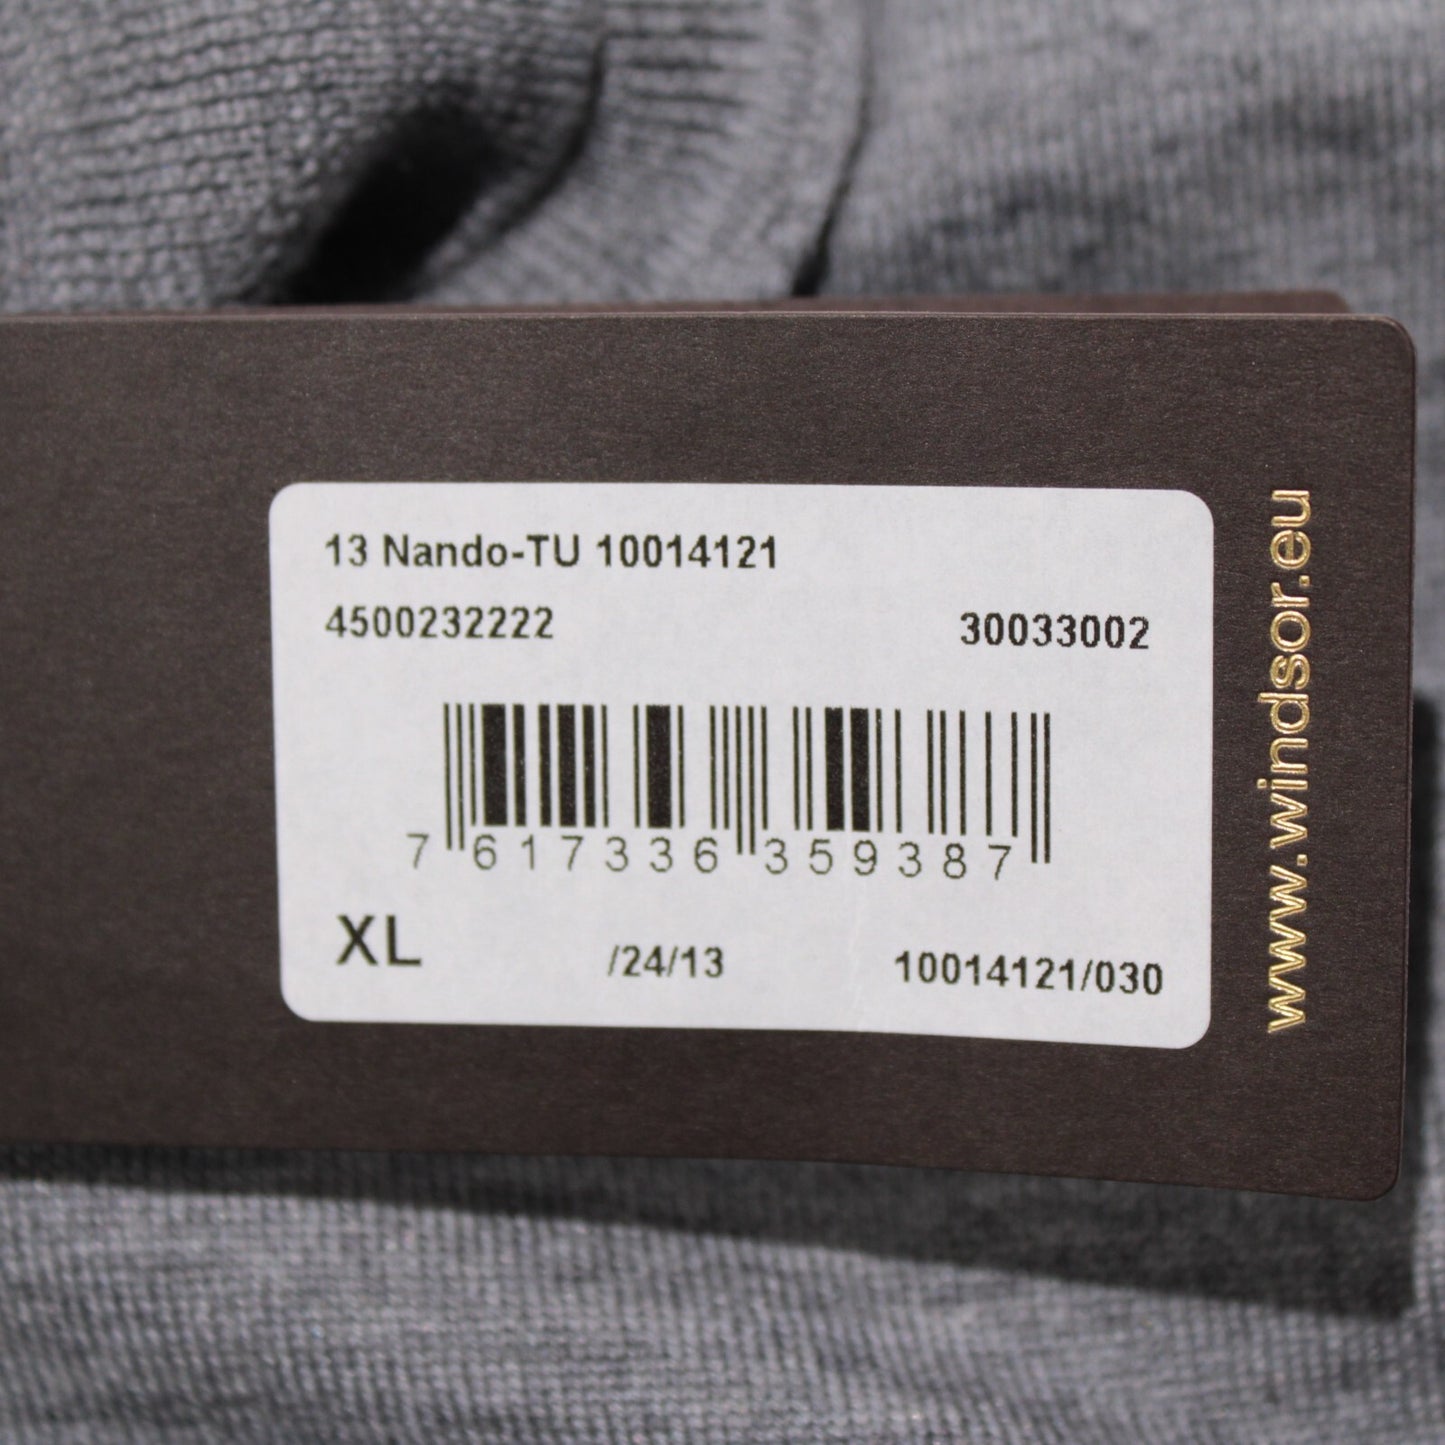 13 Nando-TU 10014121
4500232222 30033002
7 617336 359387
XL /24/13 10014121/030
www.windsor.eu